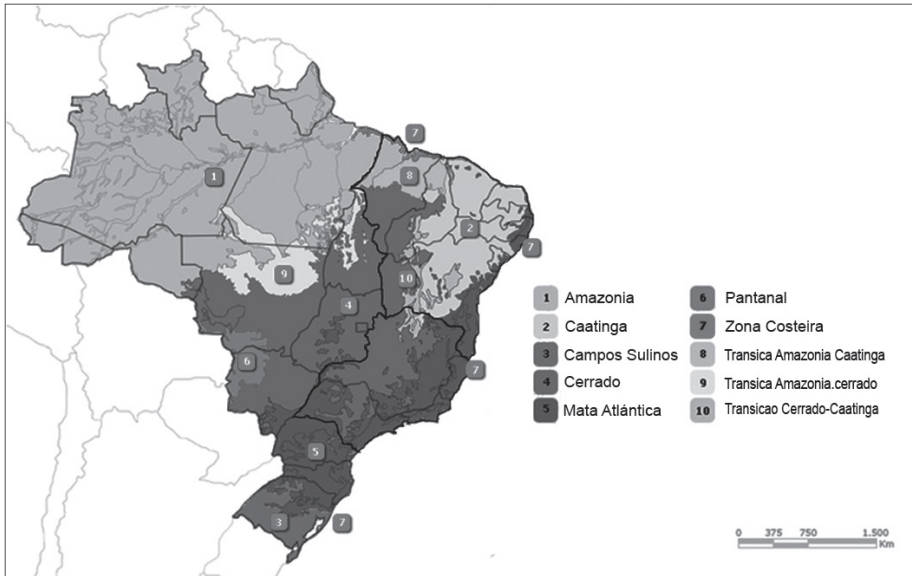 7
8
1
2
7
9
10
4
6
7
5
3
7
1 Amazonia
2 Caatinga
3 Campos Sulinos
4 Cerrado
5 Mata Atlántica
6 Pantanal
7 Zona Costeira
8 Transica Amazonia Caatinga
9 Transica Amazonia.cerrado
10 Transicao Cerrado-Caatinga
0 375 750 1.500
Km